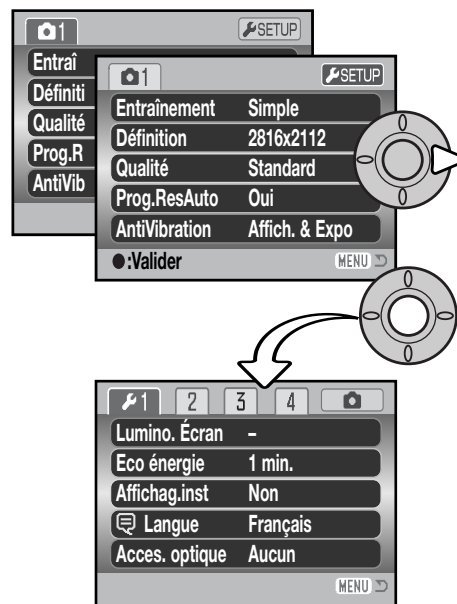 1 SETUP
Entraî
Définiti
Qualité
Prog.R
AntiVib
1 SETUP
Entraînement Simple
Définition 2816x2112
Qualité Standard
Prog.ResAuto Oui
AntiVibration Affich. & Expo
●:Valider MENU
1 2 3 4
Lumino. Écran –
Eco énergie 1 min.
Affichag.inst Non
Langue Français
Acces. optique Aucun
MENU